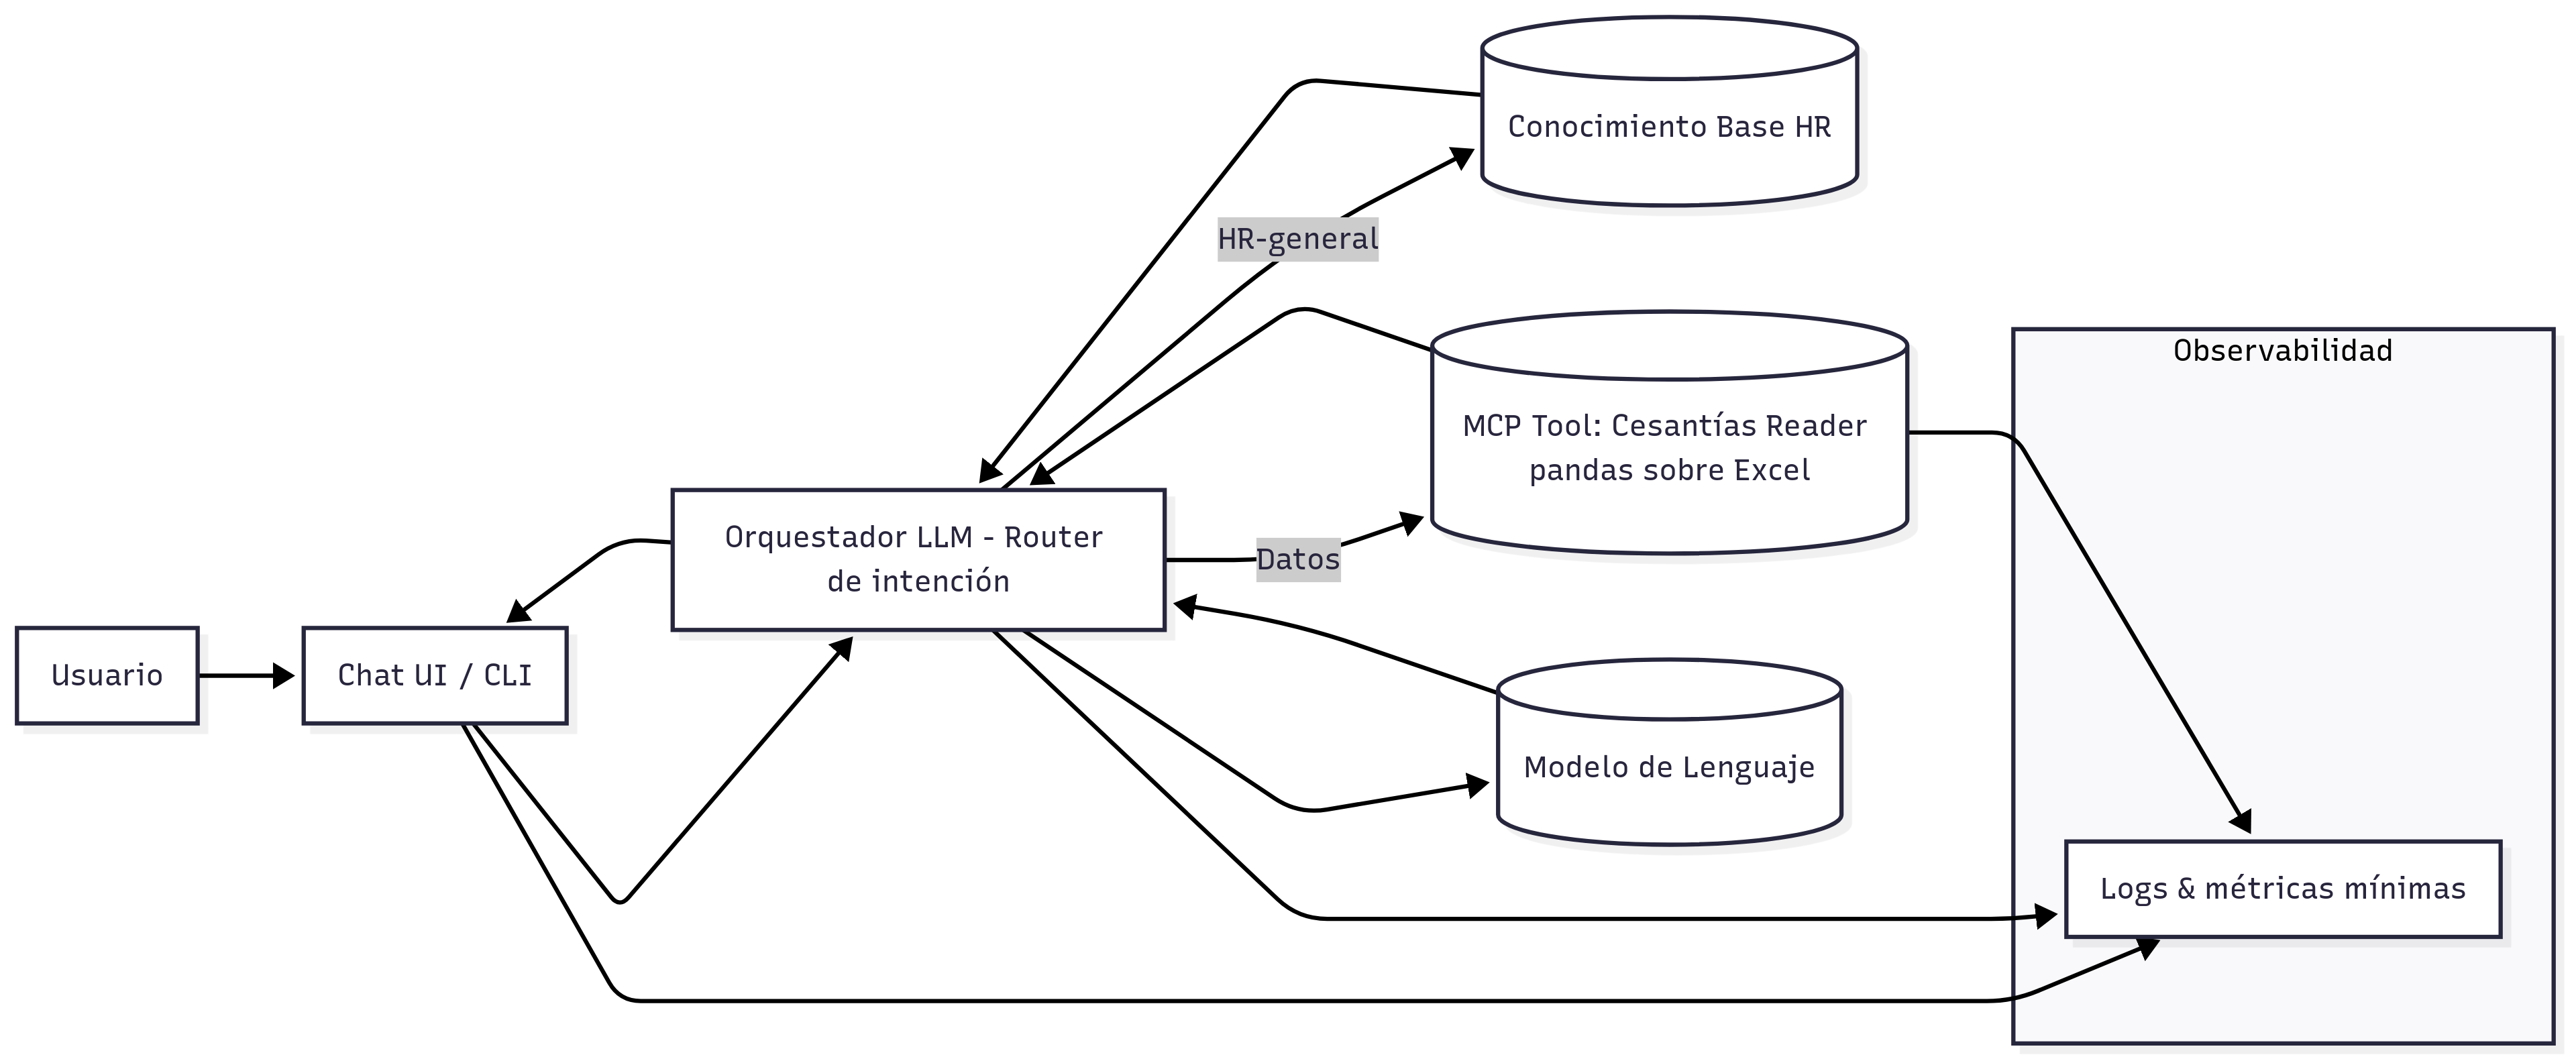 Conocimiento Base HR
HR-general
Observabilidad
MCP Tool: Cesantías Reader
pandas sobre Excel
Orquestador LLM - Router
de intención
Datos
Usuario
Chat UI / CLI
Modelo de Lenguaje
Logs & métricas mínimas